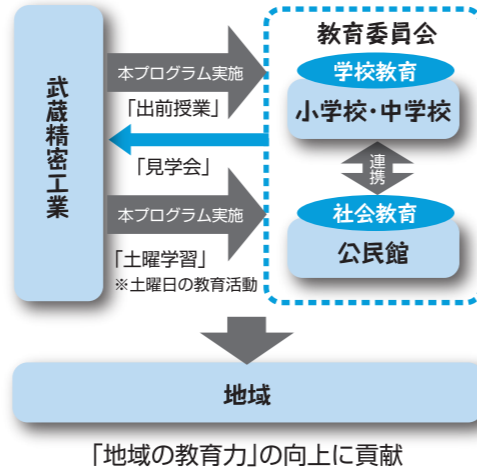 武蔵精密工業
本プログラム実施
「出前授業」
「見学会」
本プログラム実施
「土曜学習」
※土曜日の教育活動
教育委員会
学校教育
小学校・中学校
連携
社会教育
公民館
地域
「地域の教育力」の向上に貢献